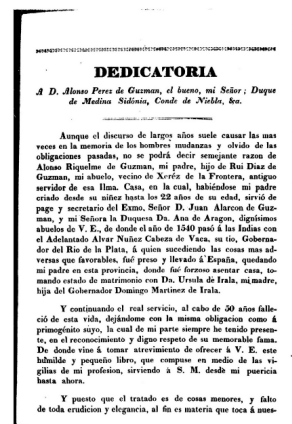 DEDICATORIA
A D. Alonso Perez de Guzman, el bueno, mi Señor; Duque
de Medina Sidónia, Conde de Niebla, &a.
Aunque el discurso de largos años suele causar las mas
veces en la memoria de los hombres mudanzas y olvido de las
obligaciones pasadas, no se podrá decir semejante razon de
Alonso Riquelme de Guzman, mi padre, hijo de Rui Diaz de
Guzman, mi abuelo, vecino de Xeréz de la Frontera, antiguo
servidor de esa Ilma. Casa, en la cual, habiéndose mi padre
criado desde su niñez hasta los 22 años de su edad, sirvió de
page y secretario del Exmo, Señor D. Juan Alarcon de Guz-
man, y mi Señora la Duquesa Da. Ana de Aragon, dignísimos
abuelos de V. E., de donde el año de 1540 pasó á las Indias con
el Adelantado Alvar Nuñez Cabeza de Vaca, su tio, Gober-
nador del Rio de la Plata, á quien sucediendo las cosas mas ad-
versas que favorables, fué preso y llevado á España, quedando
mi padre en esta provincia, donde fué forzoso asentar casa, to-
mando estado de matrimonio con Da. Ursula de Irala, mi madre,
hija del Gobernador Domingo Martinez de Irala.
Y continuando el real servicio, al cabo de 50 años falle-
ció de esta vida, dejándome con la misma obligacion como á
primogénito suyo, la cual de mi parte siempre he tenido presen-
te, en el reconocimiento y digno respeto de su memorable fama.
De donde vine á tomar atrevimiento de ofrecer á V. E. este
humilde y pequeño libro, que compuse en medio de las vi-
gilias de mi profesion, sirviendo á S. M. desde mi puericia
hasta ahora.
Y puesto que el tratado es de cosas menores, y falto
de toda erudicion y elegancia, al fin es materia que toca á nues-